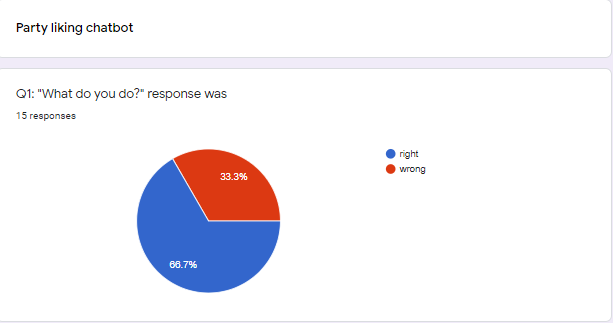 Party liking chatbot
Q1: "What do you do?" response was
15 responses
right
wrong
33.3%
66.7%